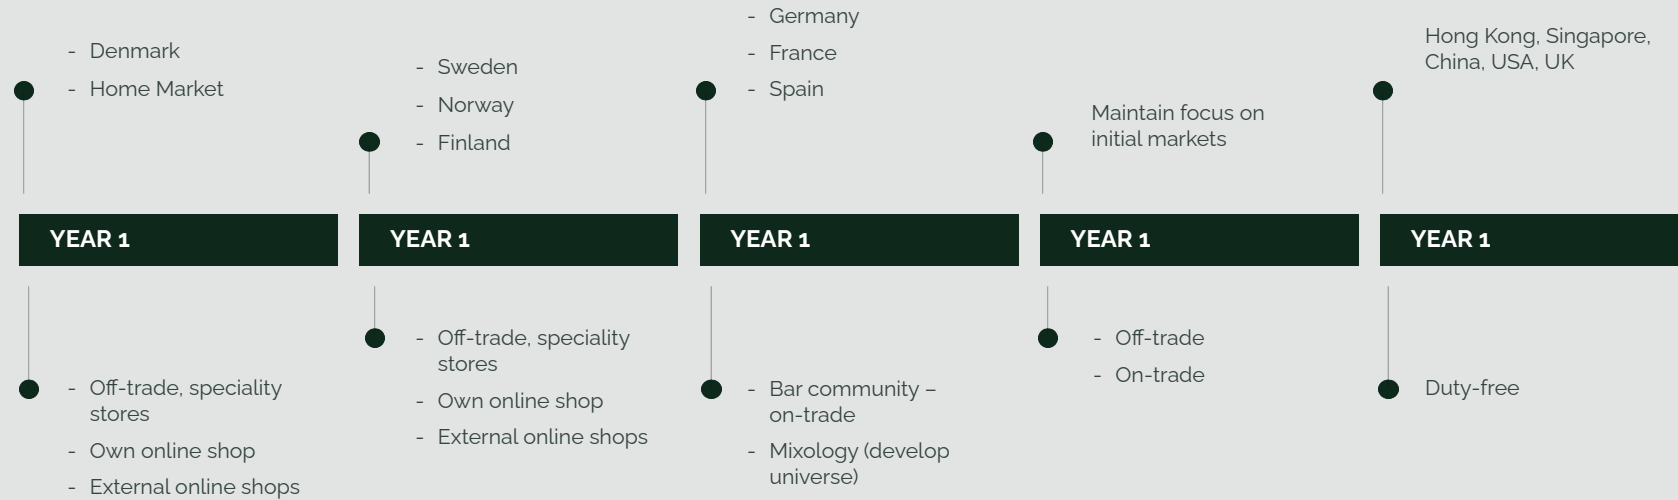 - Denmark
- Home Market
- Sweden
- Norway
- Finland
- Germany
- France
- Spain
Maintain focus on
initial markets
Hong Kong, Singapore,
China, USA, UK
YEAR 1
YEAR 1
YEAR 1
YEAR 1
YEAR 1
- Off-trade, speciality
stores
- Own online shop
- External online shops
- Off-trade, speciality
stores
- Own online shop
- External online shops
- Bar community –
on-trade
- Mixology (develop
universe)
- Off-trade
- On-trade
Duty-free